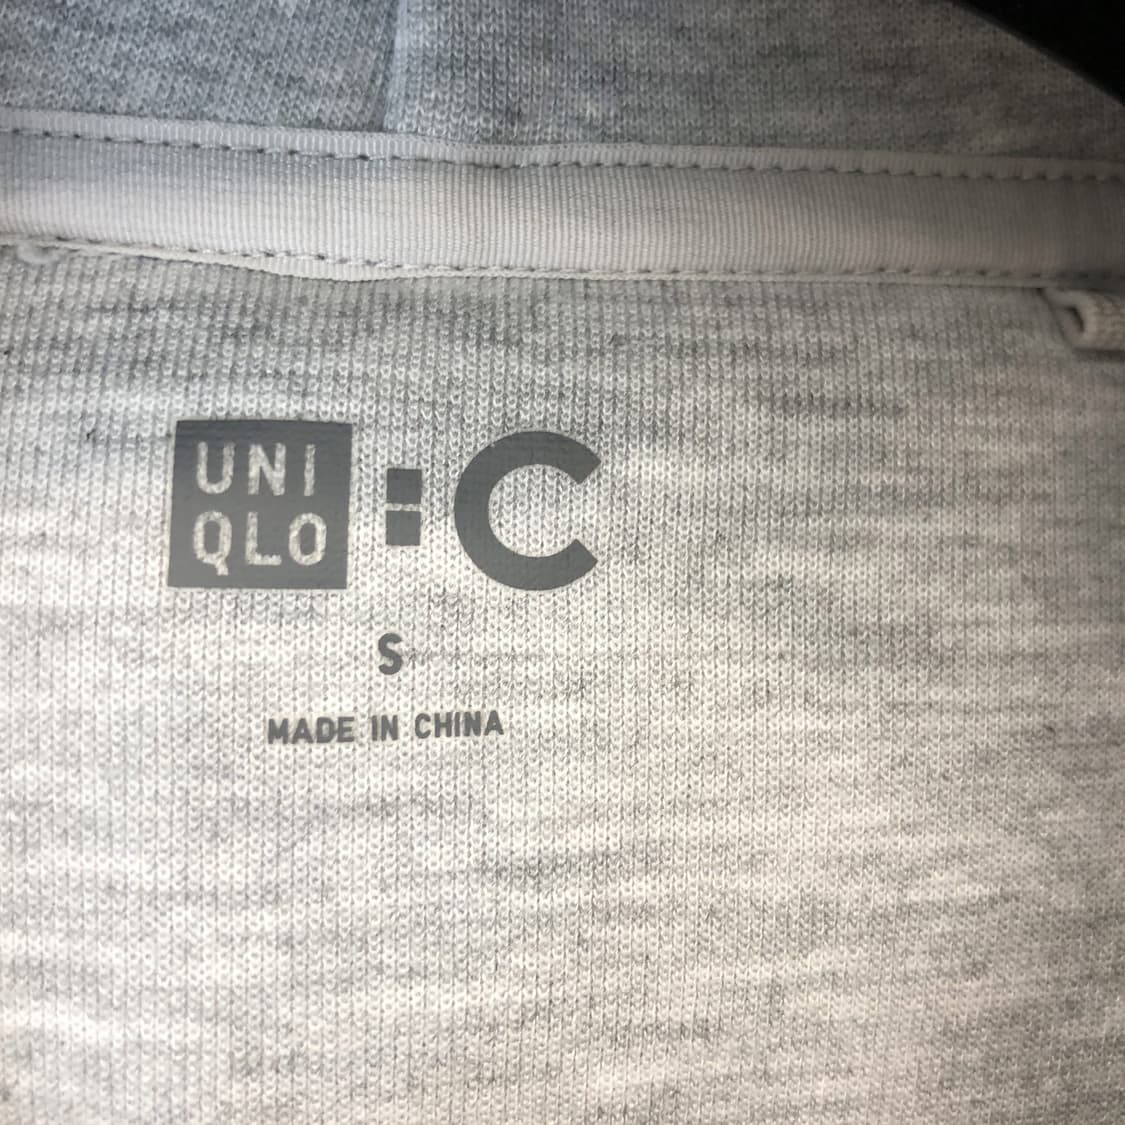 UNI
QLO : C
S
MADE IN CHINA